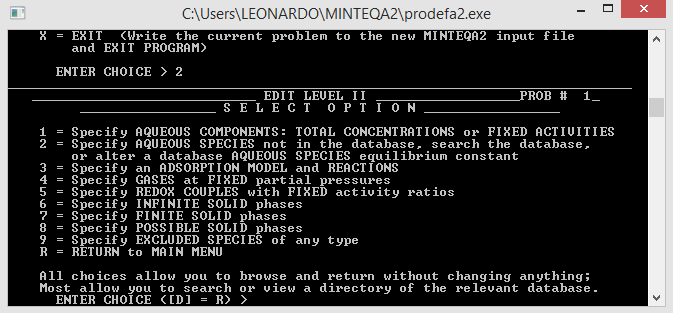 C:\Users\LEONARDO\MINTEQA2\prodefa2.exe
X = EXIT (Write the current problem to the new MINTEQA2 input file
and EXIT PROGRAM)
ENTER CHOICE > 2
EDIT LEVEL II PROB # 1_
S E L E C T O P T I O N
1 = Specify AQUEOUS COMPONENTS: TOTAL CONCENTRATIONS or FIXED ACTIVITIES
2 = Specify AQUEOUS SPECIES not in the database, search the database,
or alter a database AQUEOUS SPECIES equilibrium constant
3 = Specify an ADSORPTION MODEL and REACTIONS
4 = Specify GASES at FIXED partial pressures
5 = Specify REDOX COUPLES with FIXED activity ratios
6 = Specify INFINITE SOLID phases
7 = Specify FINITE SOLID phases
8 = Specify POSSIBLE SOLID phases
9 = Specify EXCLUDED SPECIES of any type
R = RETURN to MAIN MENU
All choices allow you to browse and return without changing anything;
Most allow you to search or view a directory of the relevant database.
ENTER CHOICE ([D] = R) >